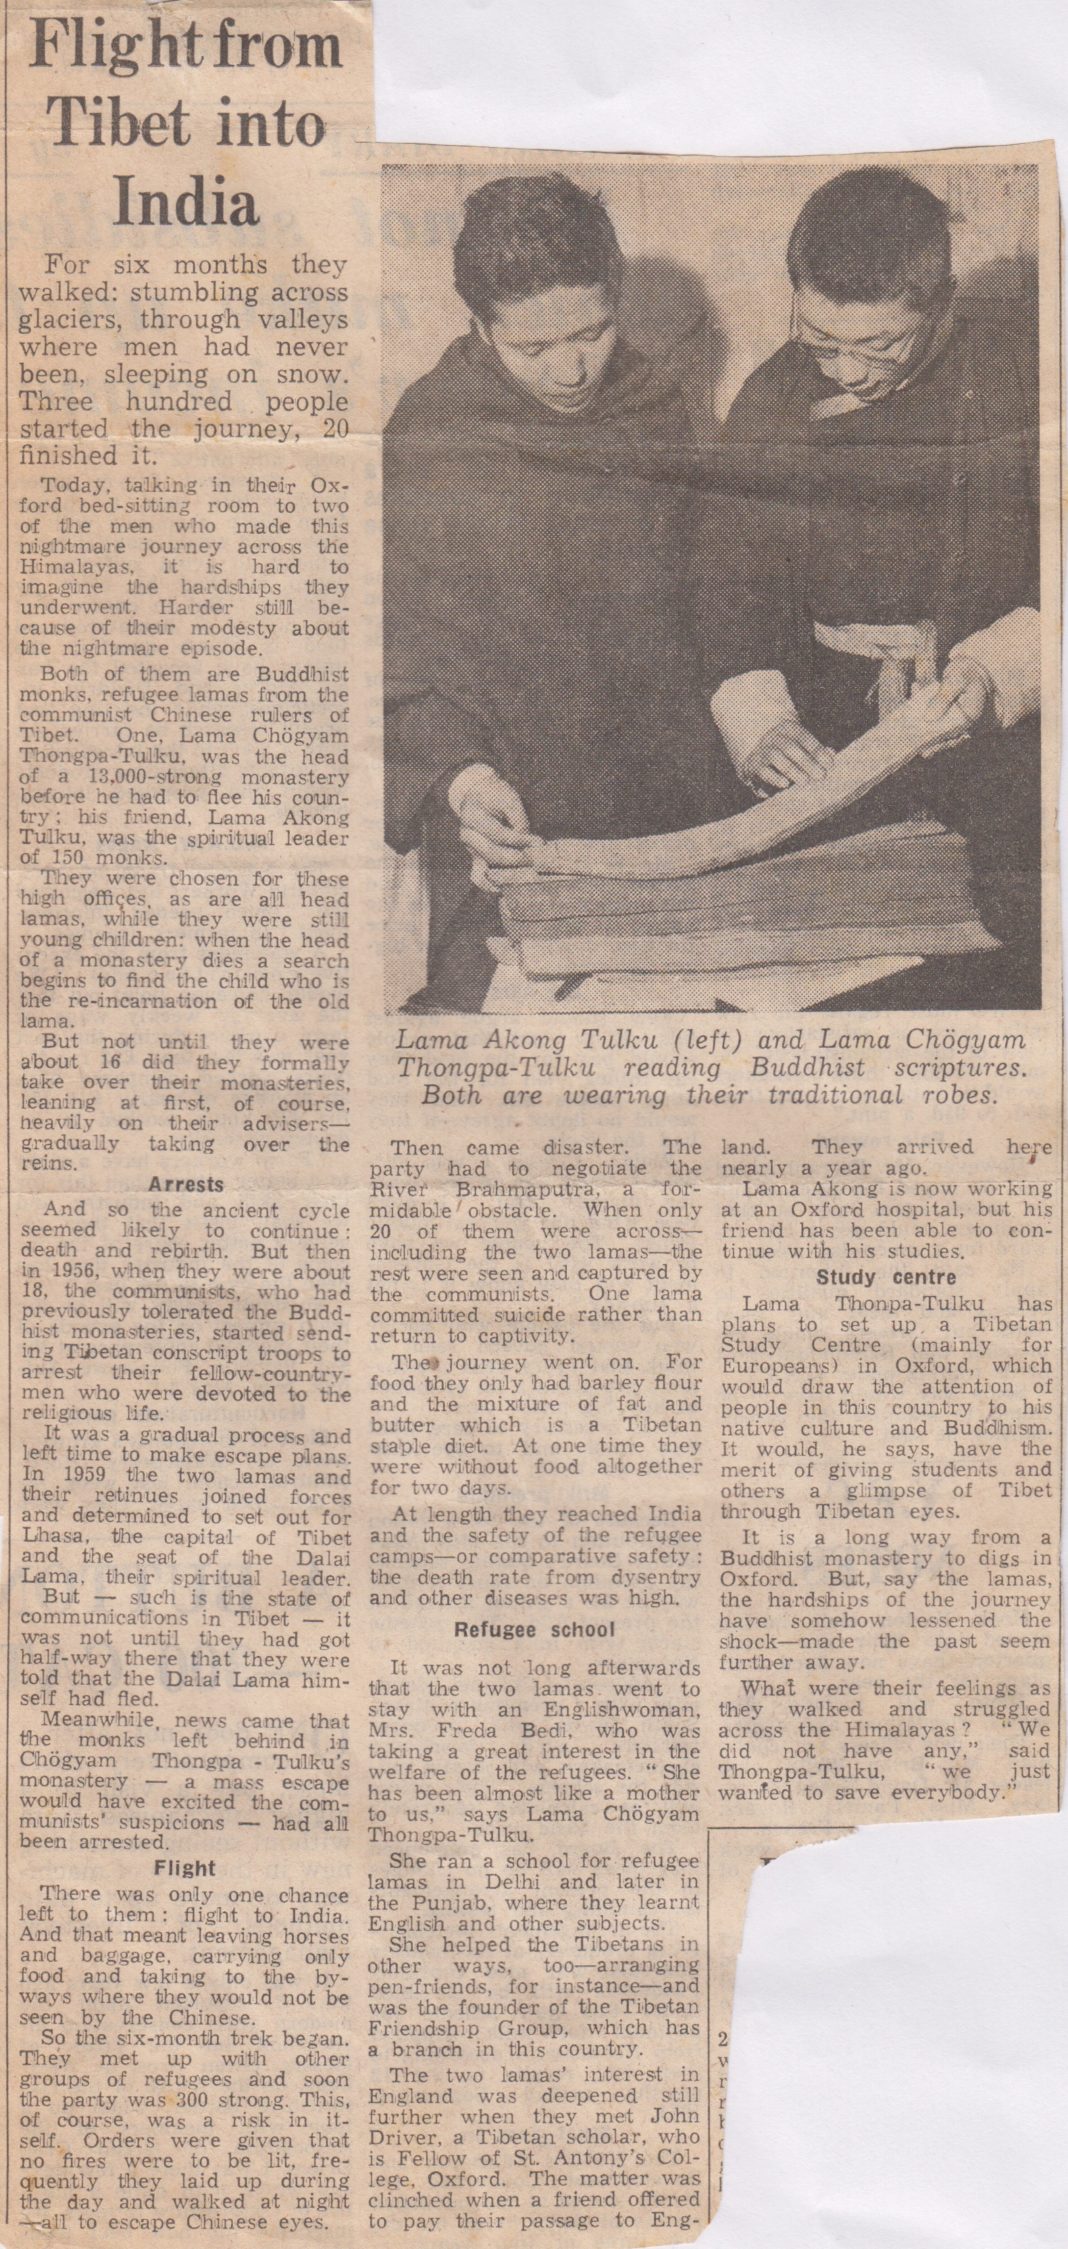 Flight from
Tibet into
India
For six months they
walked: stumbling across
glaciers, through valleys
where men had never
been, sleeping on snow.
Three hundred people
started the journey, 20
finished it.
Today, talking in their Ox-
ford bed-sitting room to two
of the men who made this
nightmare journey across the
Himalayas, it is hard to
imagine the hardships they
underwent. Harder still be-
cause of their modesty about
the nightmare episode.
Both of them are Buddhist
monks, refugee lamas from the
communist Chinese rulers of
Tibet. One, Lama Chögyam
Thongpa-Tulku, was the head
of a 13,000-strong monastery
before he had to flee his coun-
try; his friend, Lama Akong
Tulku, was the spiritual leader
of 150 monks.
They were chosen for these
high offices, as are all head
lamas, while they were still
young children: when the head
of a monastery dies a search
begins to find the child who is
the re-incarnation of the old
lama.
But not until they were
about 16 did they formally
take over their monasteries,
leaning at first, of course,
heavily on their advisers—
gradually taking over the
reins.
Arrests
And so the ancient cycle
seemed likely to continue:
death and rebirth. But then
in 1956, when they were about
18, the communists, who had
previously tolerated the Budd-
hist monasteries, started send-
ing Tibetan conscript troops to
arrest their fellow-country-
men who were devoted to the
religious life.
It was a gradual process and
left time to make escape plans.
In 1959 the two lamas and
their retinues joined forces
and determined to set out for
Lhasa, the capital of Tibet
and the seat of the Dalai
Lama, their spiritual leader.
But — such is the state of
communications in Tibet — it
was not until they had got
half-way there that they were
told that the Dalai Lama him-
self had fled.
Meanwhile, news came that
the monks left behind in
Chögyam Thongpa - Tulku's
monastery — a mass escape
would have excited the com-
munists' suspicions — had all
been arrested.
Flight
There was only one chance
left to them: flight to India.
And that meant leaving horses
and baggage, carrying only
food and taking to the by-
ways where they would not be
seen by the Chinese.
So the six-month trek began.
They met up with other
groups of refugees and soon
the party was 300 strong. This,
of course, was a risk in it-
self. Orders were given that
no fires were to be lit, fre-
quently they laid up during
the day and walked at night
—all to escape Chinese eyes.
Lama Akong Tulku (left) and Lama Chögyam
Thongpa-Tulku reading Buddhist scriptures.
Both are wearing their traditional robes.
Then came disaster. The
party had to negotiate the
River Brahmaputra, a for-
midable obstacle. When only
20 of them were across—
including the two lamas—the
rest were seen and captured by
the communists. One lama
committed suicide rather than
return to captivity.
The journey went on. For
food they only had barley flour
and the mixture of fat and
butter which is a Tibetan
staple diet. At one time they
were without food altogether
for two days.
At length they reached India
and the safety of the refugee
camps—or comparative safety:
the death rate from dysentry
and other diseases was high.
Refugee school
It was not long afterwards
that the two lamas went to
stay with an Englishwoman,
Mrs. Freda Bedi, who was
taking a great interest in the
welfare of the refugees. “She
has been almost like a mother
to us,” says Lama Chögyam
Thongpa-Tulku.
She ran a school for refugee
lamas in Delhi and later in
the Punjab, where they learnt
English and other subjects.
She helped the Tibetans in
other ways, too—arranging
pen-friends, for instance—and
was the founder of the Tibetan
Friendship Group, which has
a branch in this country.
The two lamas' interest in
England was deepened still
further when they met John
Driver, a Tibetan scholar, who
is Fellow of St. Antony's Col-
lege, Oxford. The matter was
clinched when a friend offered
to pay their passage to Eng-
land. They arrived here
nearly a year ago.
Lama Akong is now working
at an Oxford hospital, but his
friend has been able to con-
tinue with his studies.
Study centre
Lama Thonpa-Tulku has
plans to set up a Tibetan
Study Centre (mainly for
Europeans) in Oxford, which
would draw the attention of
people in this country to his
native culture and Buddhism.
It would, he says, have the
merit of giving students and
others a glimpse of Tibet
through Tibetan eyes.
It is a long way from a
Buddhist monastery to digs in
Oxford. But, say the lamas,
the hardships of the journey
have somehow lessened the
shock—made the past seem
further away.
What were their feelings as
they walked and struggled
across the Himalayas? “We
did not have any,” said
Thongpa-Tulku, “we just
wanted to save everybody.”